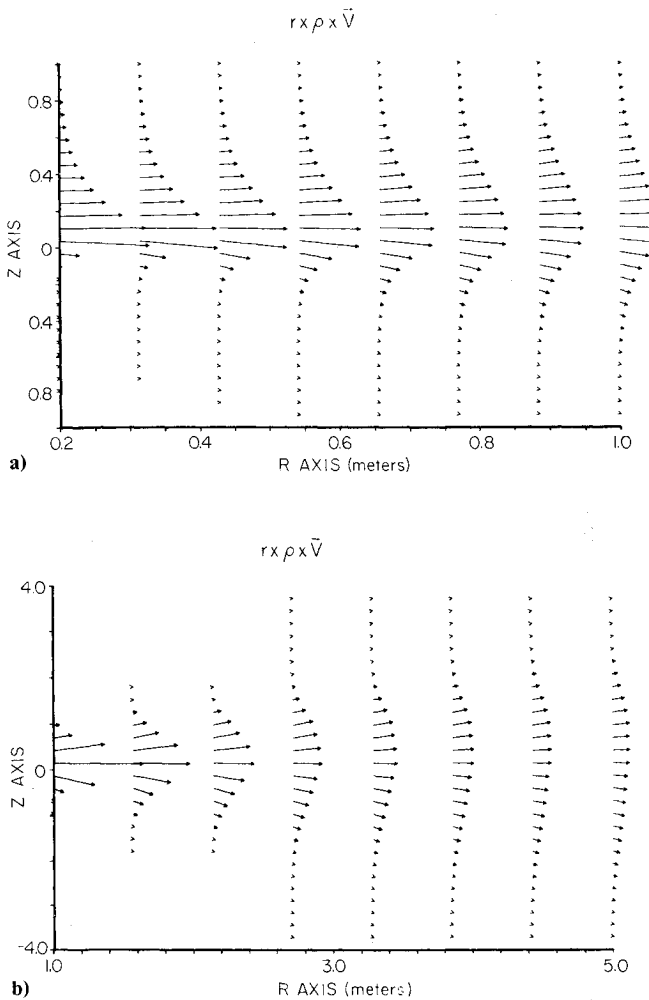 r x ρ x V⃗
0.8
0.4
0
0.4
0.8
Z AXIS
0.2
0.4
0.6
0.8
1.0
R AXIS (meters)
a)
r x ρ x V̄
4.0
0
-4.0
Z AXIS
1.0
3.0
5.0
R AXIS (meters)
b)